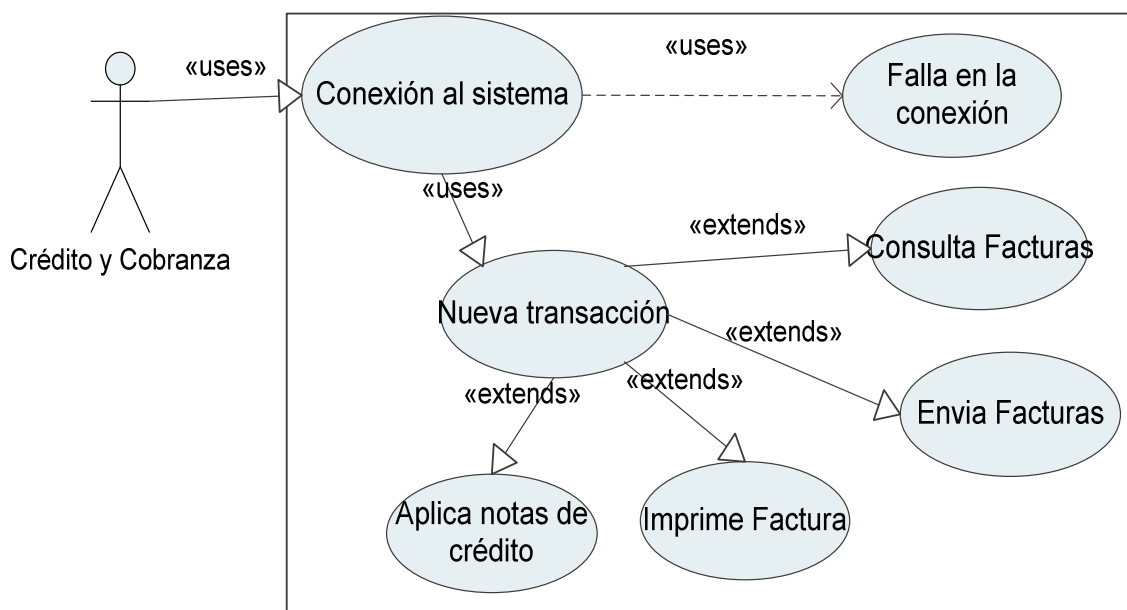 «uses»
«uses»
Conexión al sistema
Falla en la
conexión
Crédito y Cobranza
«uses»
«extends»
Consulta Facturas
Nueva transacción
«extends»
«extends»
«extends»
Envia Facturas
Aplica notas de
crédito
Imprime Factura